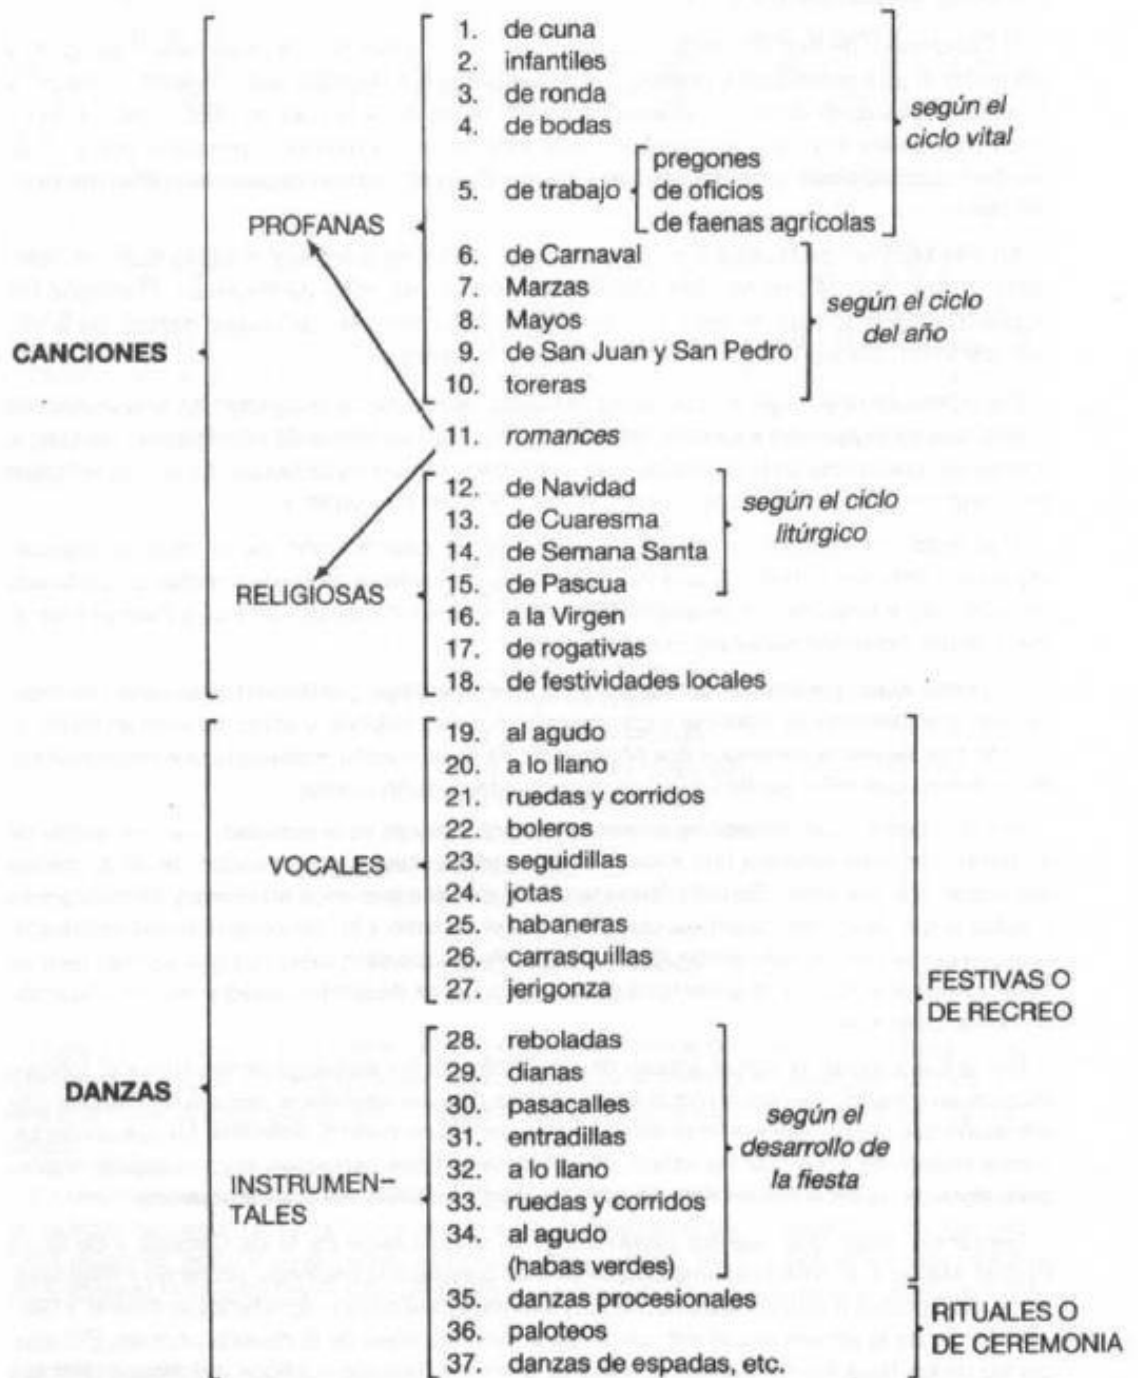 CANCIONES
PROFANAS
1. de cuna
2. infantiles
3. de ronda
4. de bodas
5. de trabajo
pregones
de oficios
de faenas agrícolas
según el
ciclo vital
6. de Carnaval
7. Marzas
8. Mayos
9. de San Juan y San Pedro
10. toreras
según el ciclo
del año
11. romances
RELIGIOSAS
12. de Navidad
13. de Cuaresma
14. de Semana Santa
15. de Pascua
según el ciclo
litúrgico
16. a la Virgen
17. de rogativas
18. de festividades locales
DANZAS
VOCALES
19. al agudo
20. a lo llano
21. ruedas y corridos
22. boleros
23. seguidillas
24. jotas
25. habaneras
26. carrasquillas
27. jerigonza
INSTRUMEN-
TALES
28. reboladas
29. dianas
30. pasacalles
31. entradillas
32. a lo llano
33. ruedas y corridos
34. al agudo
(habas verdes)
según el
desarrollo de
la fiesta
FESTIVAS O
DE RECREO
35. danzas procesionales
36. paloteos
37. danzas de espadas, etc.
RITUALES O
DE CEREMONIA